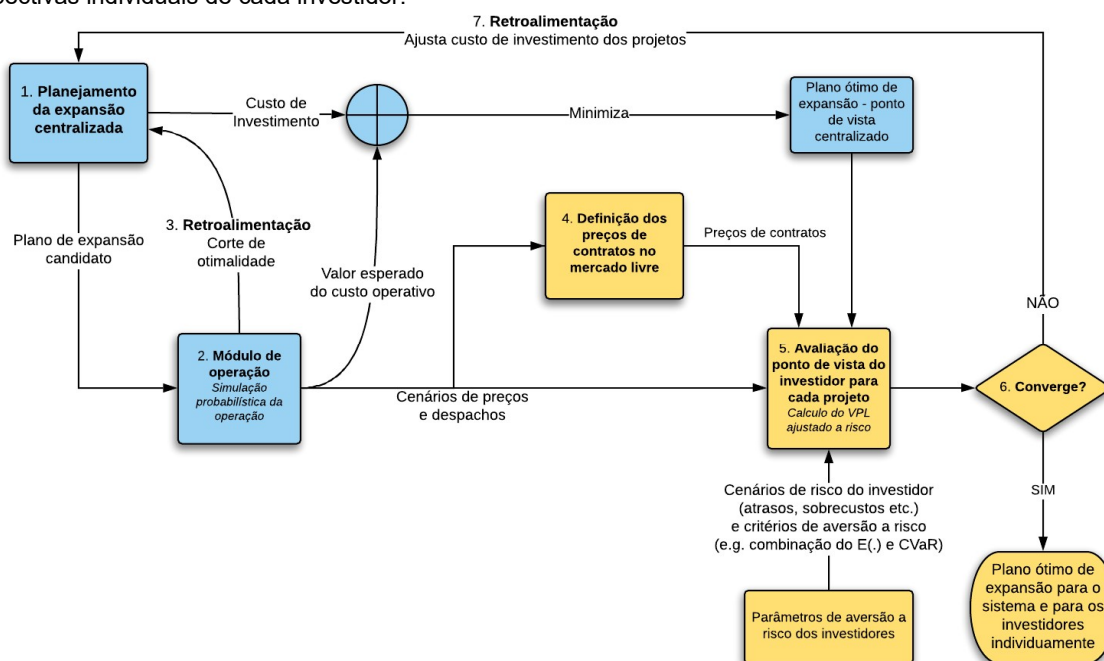 pectivas individuais de cada investidor.
7. Retroalimentação
Ajusta custo de investimento dos projetos
1. Planejamento
da expansão
centralizada
Custo de
Investimento
Minimiza
Plano ótimo de
expansão - ponto
de vista
centralizado
Plano de expansão
candidato
3. Retroalimentação
Corte de
otimalidade
Valor esperado
do custo operativo
4. Definição dos
preços de
contratos no
mercado livre
Preços de contratos
2. Módulo de
operação
Simulação
probabilística da
operação
Cenários de preços
e despachos
5. Avaliação do
ponto de vista do
investidor para
cada projeto
Calculo do VPL
ajustado a risco
NÃO
6. Converge?
SIM
Cenários de risco do investidor
(atrasos, sobrecustos etc.)
e critérios de aversão a risco
(e.g. combinação do E(.) e CVaR)
Parâmetros de aversão a
risco dos investidores
Plano ótimo de
expansão para o
sistema e para os
investidores
individualmente